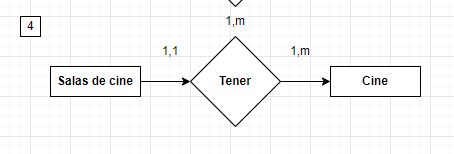 1,m
4
1,1
1,m
Salas de cine
Tener
Cine